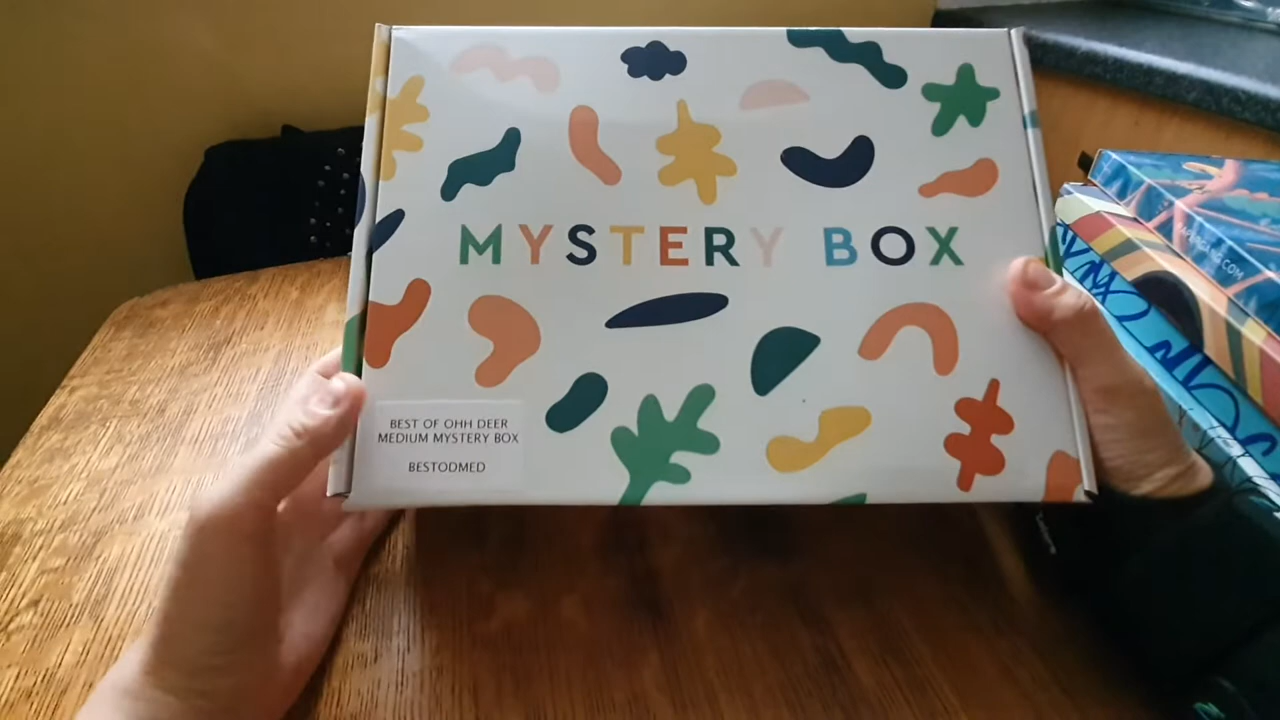 MYSTERY BOX
BEST OF OHH DEER
MEDIUM MYSTERY BOX
BESTODMED